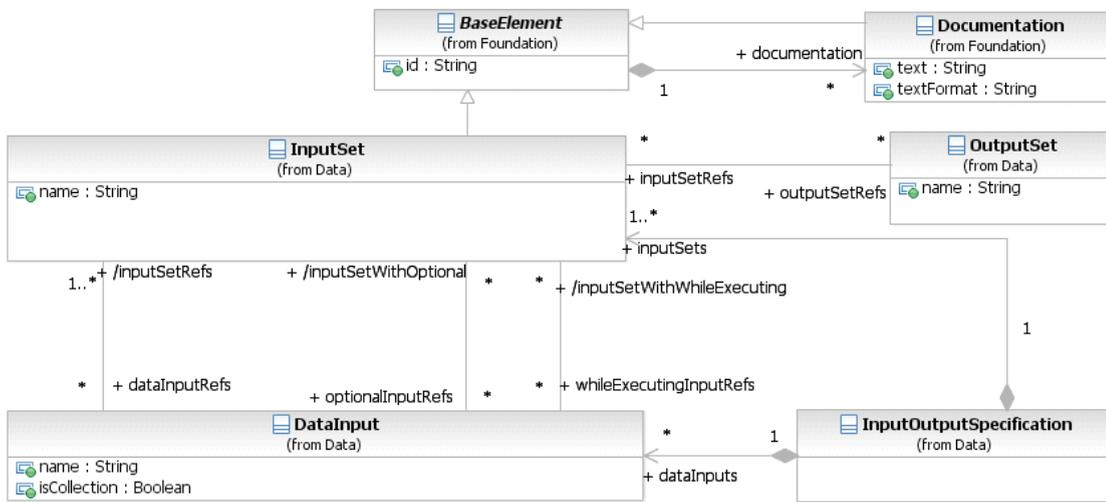 BaseElement
(from Foundation)
id : String
Documentation
(from Foundation)
text : String
textFormat : String
+ documentation
1
*
InputSet
(from Data)
name : String
*
*
+ inputSetRefs
+ outputSetRefs
OutputSet
(from Data)
name : String
1..*
+ inputSets
+ /inputSetRefs
1..*
+ /inputSetWithOptional
*
*
+ /inputSetWithWhileExecuting
1
*
+ dataInputRefs
+ optionalInputRefs
*
*
+ whileExecutingInputRefs
DataInput
(from Data)
name : String
isCollection : Boolean
*
1
+ dataInputs
InputOutputSpecification
(from Data)